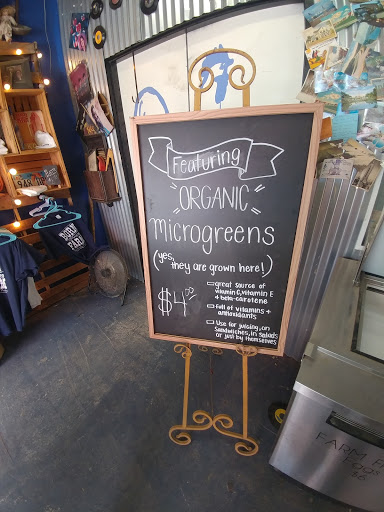 Featuring
ORGANIC
microgreens
(yes, they are grown here!)
$4.00
great source of
vitamin C, vitamin E
+ beta-carotene
full of vitamins +
antioxidants
Use for juicing, on
Sandwiches, in Salads
or just by themselves
FARM